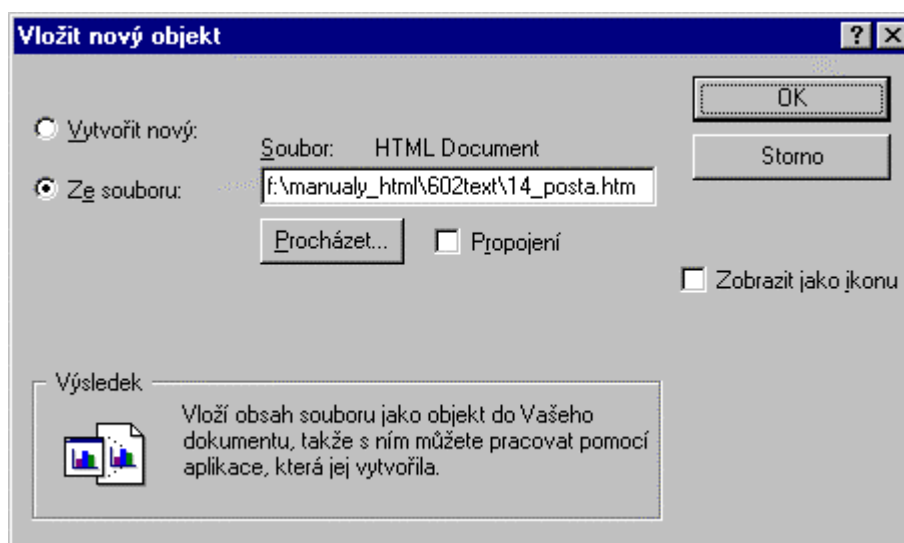 Vložit nový objekt
Vytvořit nový:
Ze souboru:
Soubor: HTML Document
f:\manualy_html\602text\14_posta.htm
Procházet...
Propojení
OK
Storno
Zobrazit jako ikonu
Výsledek
Vloží obsah souboru jako objekt do Vašeho
dokumentu, takže s ním můžete pracovat pomocí
aplikace, která jej vytvořila.